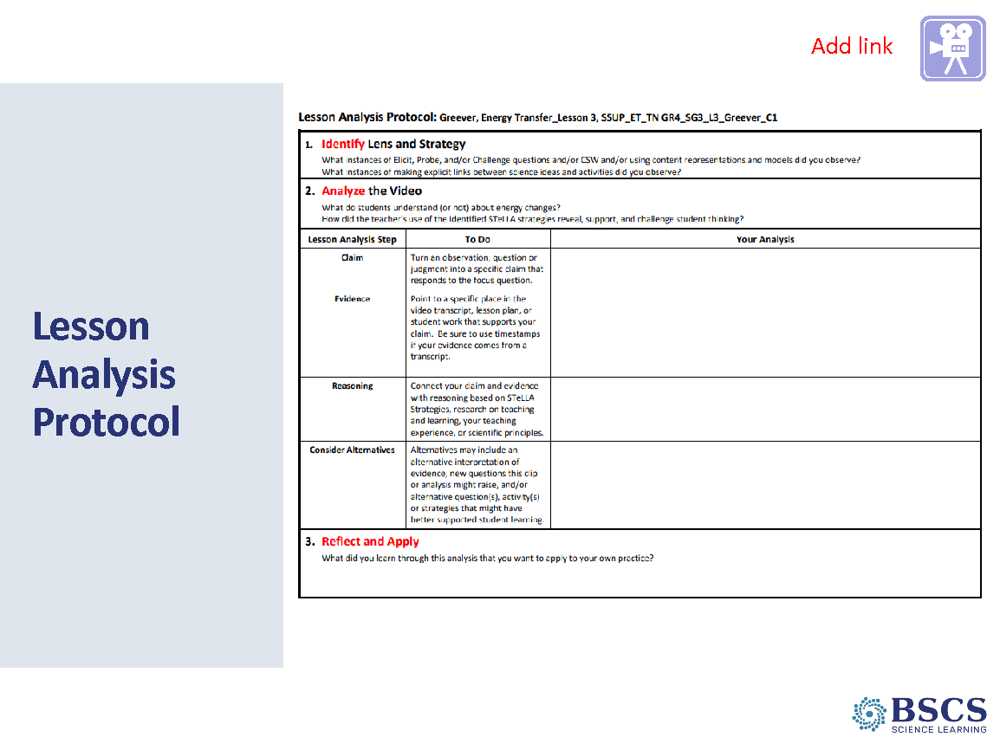 Add link
Lesson
Analysis
Protocol
Lesson Analysis Protocol: Greever, Energy Transfer_Lesson 3, SSUP_ET_TN GR4_SG3_L3_Greever_C1
1. Identify Lens and Strategy
What instances of Elicit, Probe, and/or Challenge questions and/or CSW and/or using content representations and models did you observe?
What instances of making explicit links between science ideas and activities did you observe?
2. Analyze the Video
What do students understand (or not) about energy changes?
How did the teacher's use of the identified STeLLA strategies reveal, support, and challenge student thinking?
Lesson Analysis Step
To Do
Your Analysis
Claim
Turn an observation, question or
judgment into a specific claim that
responds to the focus question.
Evidence
Point to a specific place in the
video transcript, lesson plan, or
student work that supports your
claim. Be sure to use timestamps
if your evidence comes from a
transcript.
Reasoning
Connect your claim and evidence
with reasoning based on STeLLA
Strategies, research on teaching
and learning, your teaching
experience, or scientific principles.
Consider Alternatives
Alternatives may include an
alternative interpretation of
evidence, new questions this clip
or analysis might raise, and/or
alternative question(s), activity(s)
or strategies that might have
better supported student learning.
3. Reflect and Apply
What did you learn through this analysis that you want to apply to your own practice?
BSCS
SCIENCE LEARNING